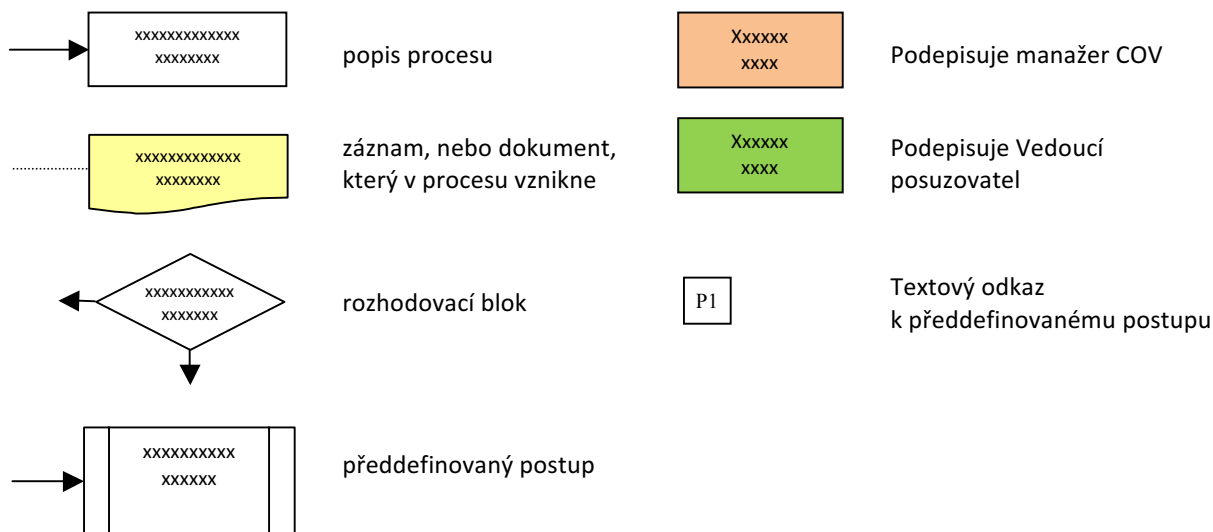 xxxxxxxxxxxxx
xxxxxxxx
popis procesu
Xxxxxx
xxxx
Podepisuje manažer COV
xxxxxxxxxxxxx
xxxxxxxx
záznam, nebo dokument,
který v procesu vznikne
Xxxxxx
xxxx
Podepisuje Vedoucí
posuzovatel
xxxxxxxxxxx
xxxxxxx
rozhodovací blok
P1
Textový odkaz
k předdefinovanému postupu
xxxxxxxxxx
xxxxxx
předdefinovaný postup